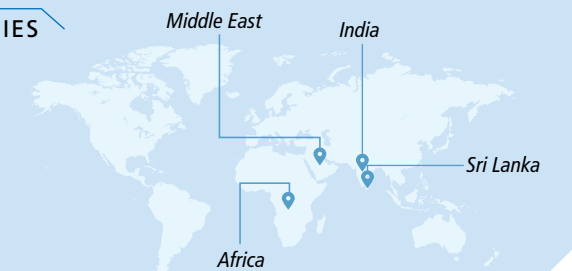 IES
Middle East
India
Sri Lanka
Africa